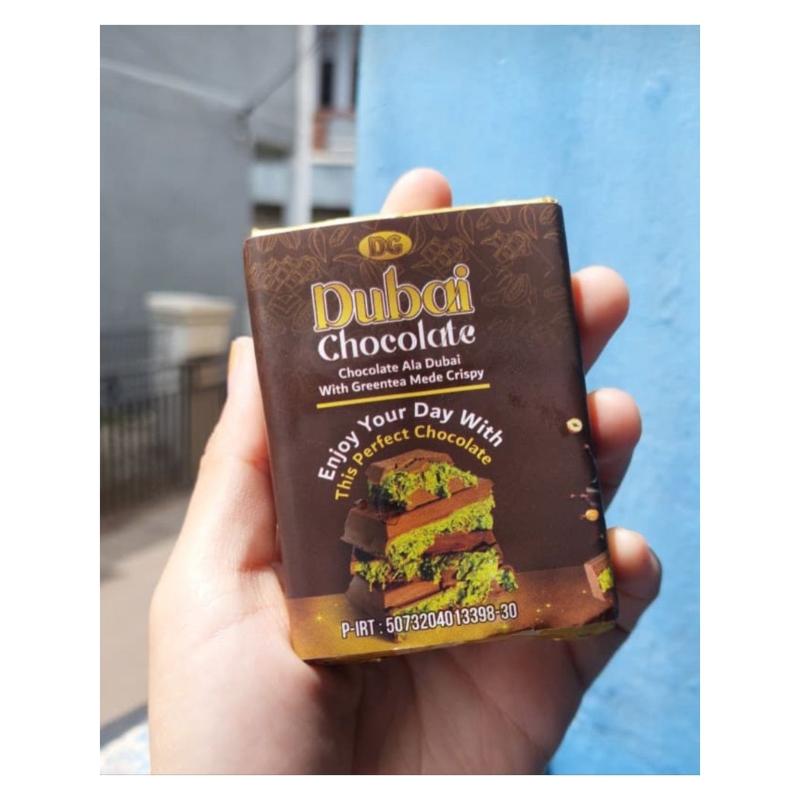 DG
Dubai
Chocolate
Chocolate Ala Dubai
With Greentea Mede Crispy
Enjoy Your Day With
This Perfect Chocolate
P-IRT : 5073204013398-30